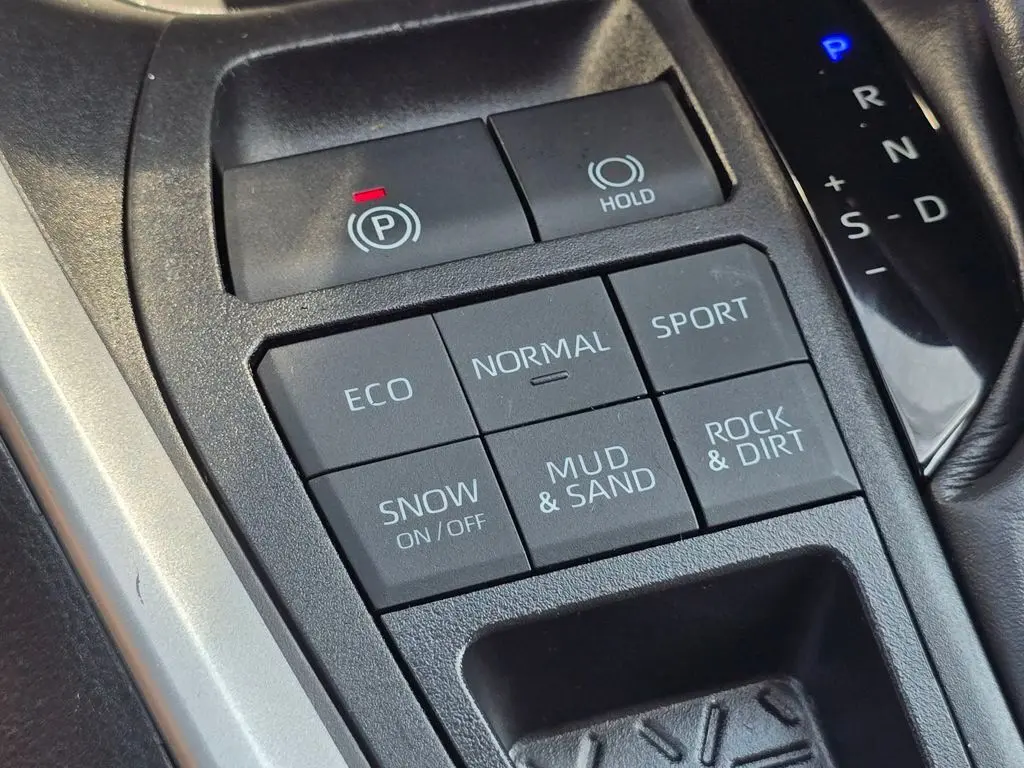 P
R
N
+
S - D
−
P
HOLD
ECO
NORMAL
SPORT
SNOW
ON/OFF
MUD
& SAND
ROCK
& DIRT